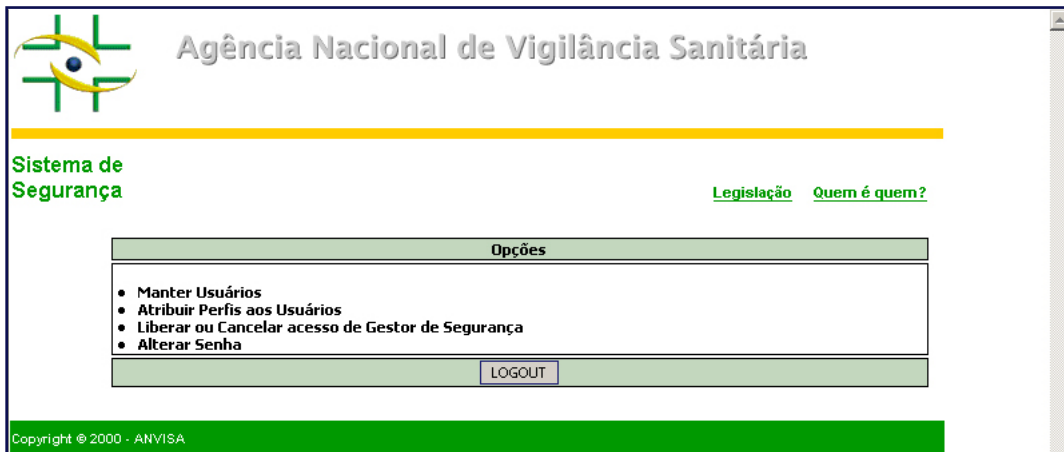 Agência Nacional de Vigilância Sanitária
Sistema de
Segurança
Legislação Quem é quem?
Opções
• Manter Usuários
• Atribuir Perfis aos Usuários
• Liberar ou Cancelar acesso de Gestor de Segurança
• Alterar Senha
LOGOUT
Copyright © 2000 - ANVISA